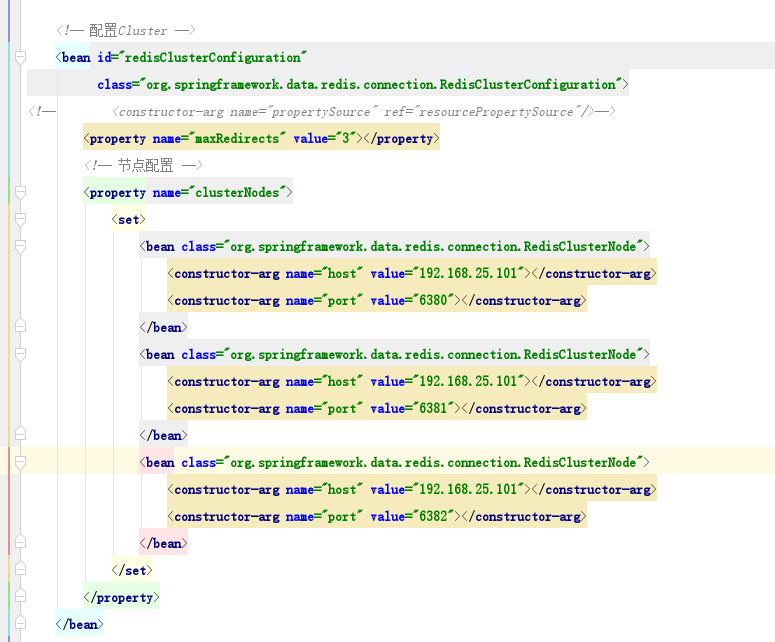 <!-- 配置Cluster -->
<bean id="redisClusterConfiguration"
class="org.springframework.data.redis.connection.RedisClusterConfiguration">
<!-- <constructor-arg name="propertySource" ref="resourcePropertySource"/>-->
<property name="maxRedirects" value="3"></property>
<!-- 节点配置 -->
<property name="clusterNodes">
<set>
<bean class="org.springframework.data.redis.connection.RedisClusterNode">
<constructor-arg name="host" value="192.168.25.101"></constructor-arg>
<constructor-arg name="port" value="6380"></constructor-arg>
</bean>
<bean class="org.springframework.data.redis.connection.RedisClusterNode">
<constructor-arg name="host" value="192.168.25.101"></constructor-arg>
<constructor-arg name="port" value="6381"></constructor-arg>
</bean>
<bean class="org.springframework.data.redis.connection.RedisClusterNode">
<constructor-arg name="host" value="192.168.25.101"></constructor-arg>
<constructor-arg name="port" value="6382"></constructor-arg>
</bean>
</set>
</property>
</bean>